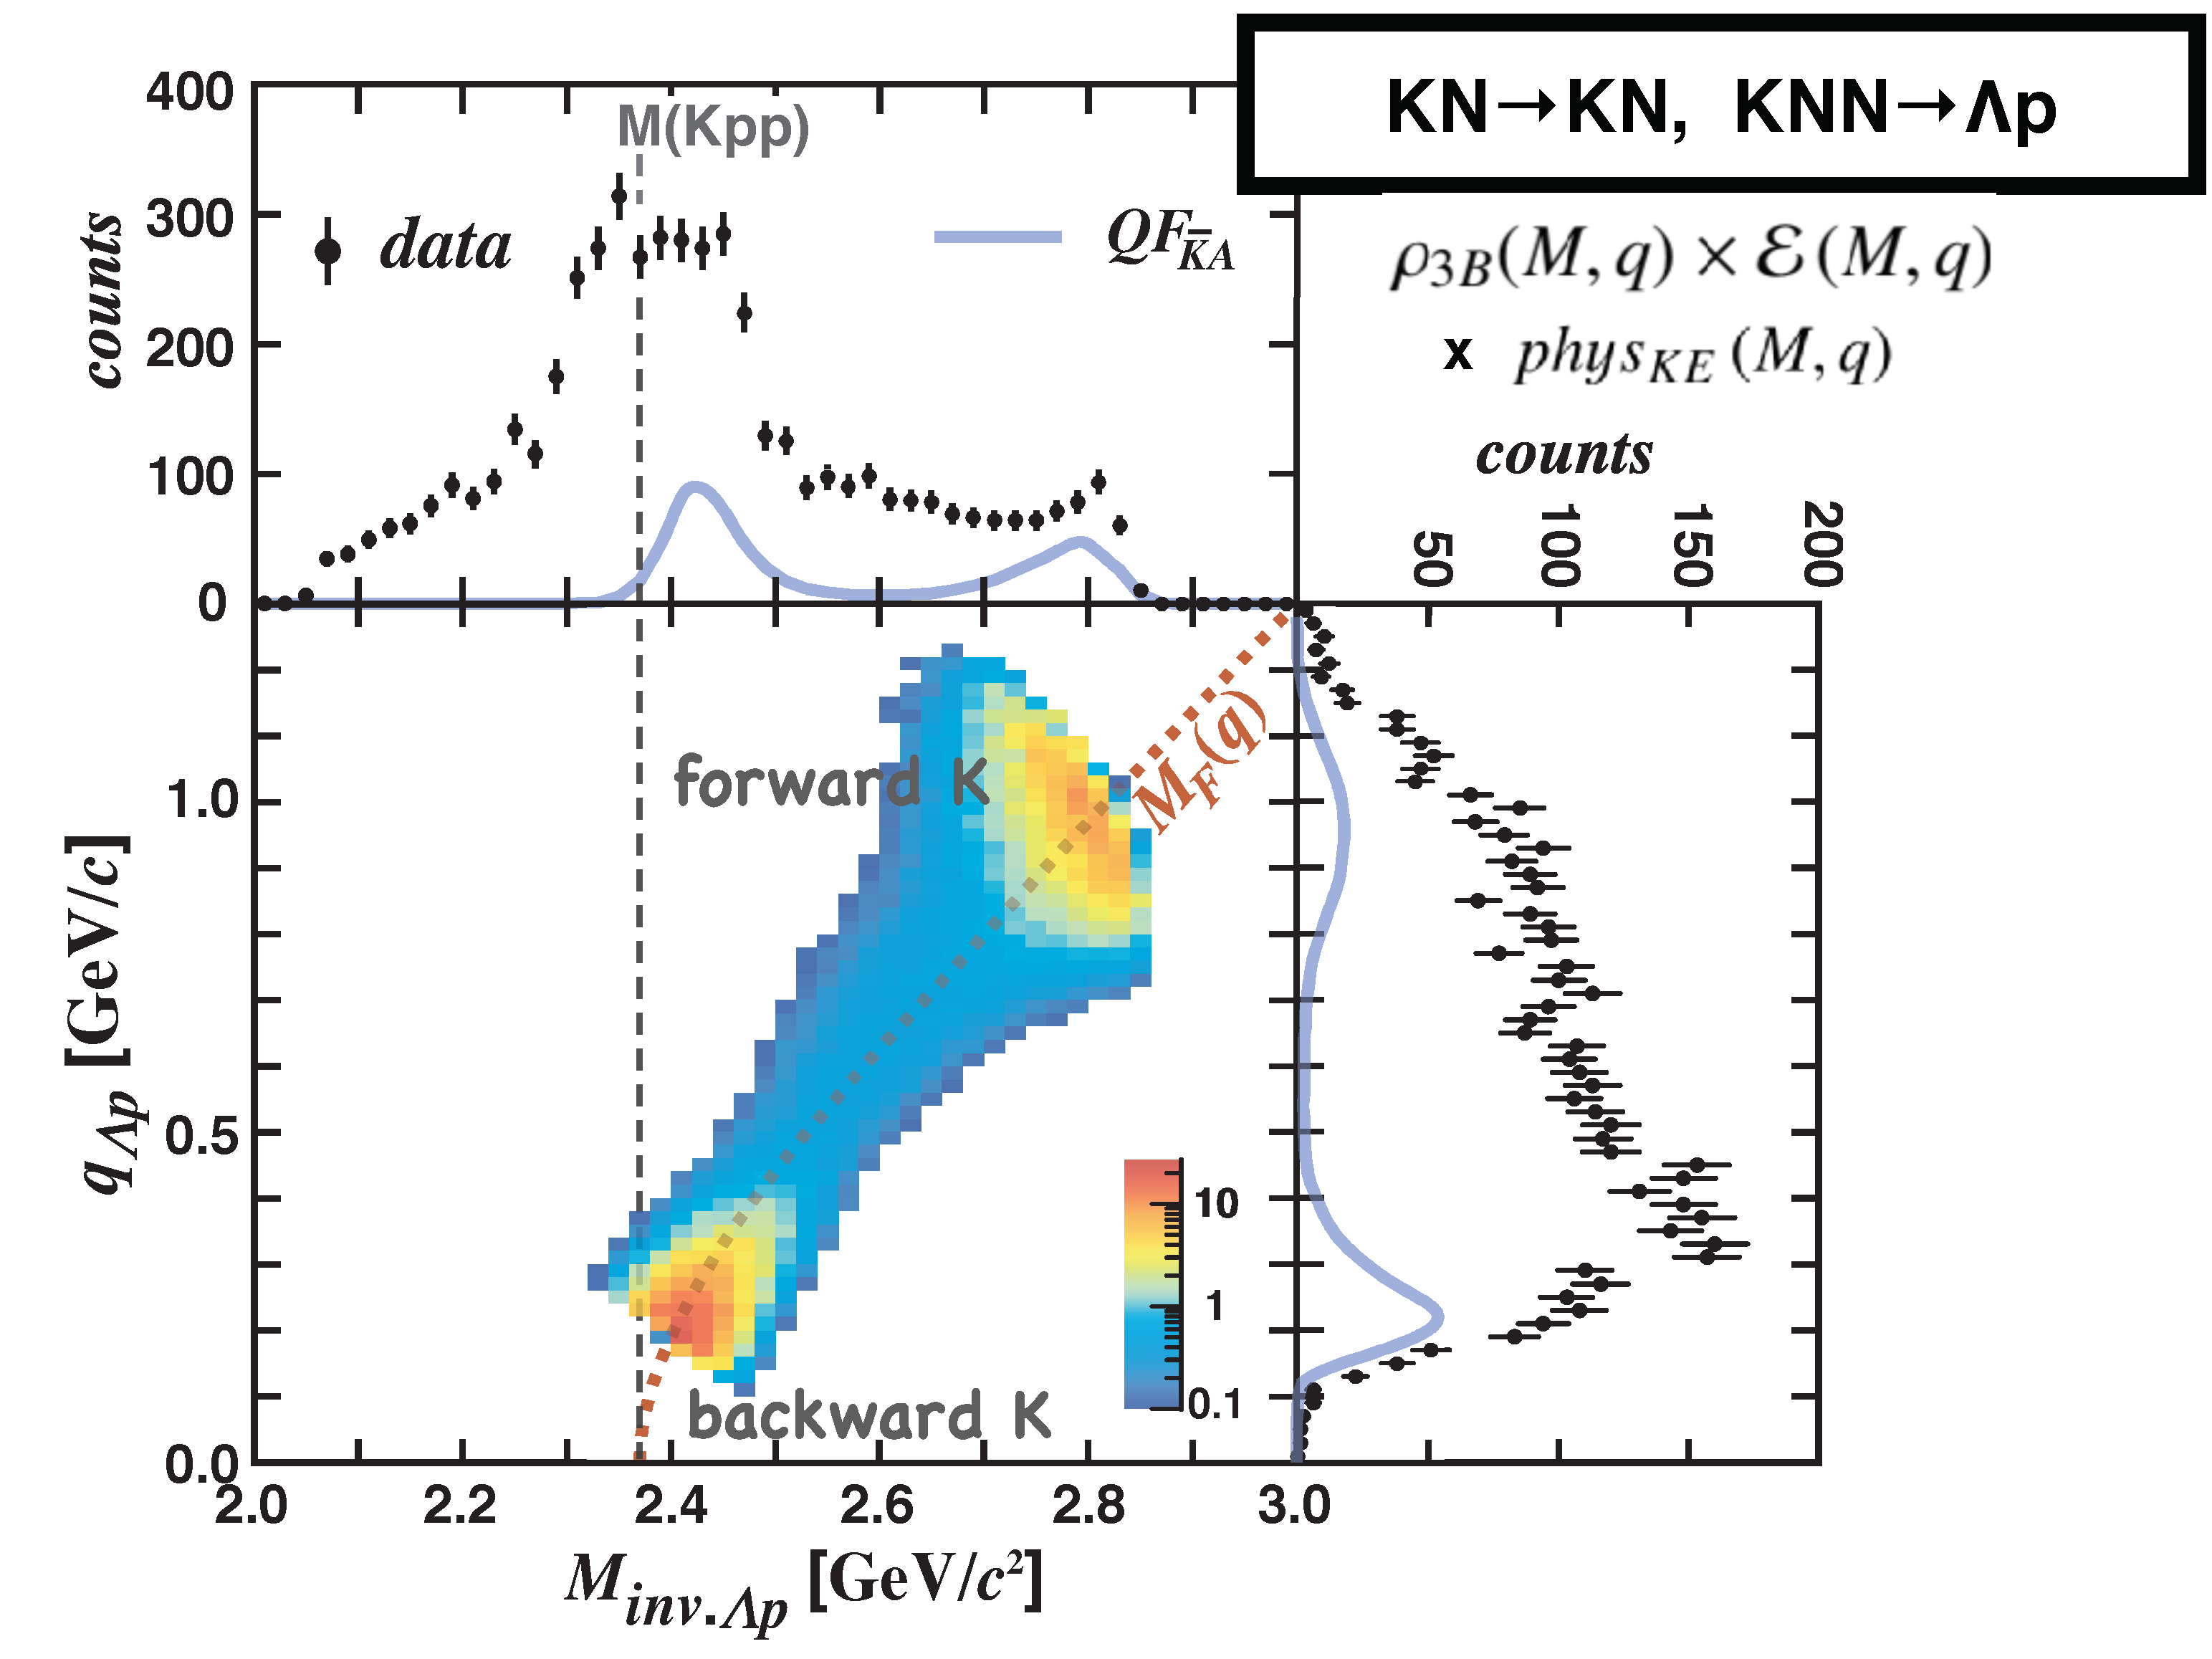 KN→KN, KNN→Λp
400
M(Kpp)
300
data
QF_K̄A
ρ₃B(M,q) × ℰ(M,q)
x phys_KE (M,q)
counts
200
100
0
counts
50
100
150
200
M_F(q)
forward K
1.0
q_Λp [GeV/c]
0.5
10
1
0.1
backward K
0.0
2.0 2.2 2.4 2.6 2.8 3.0
M_inv.Λp [GeV/c²]